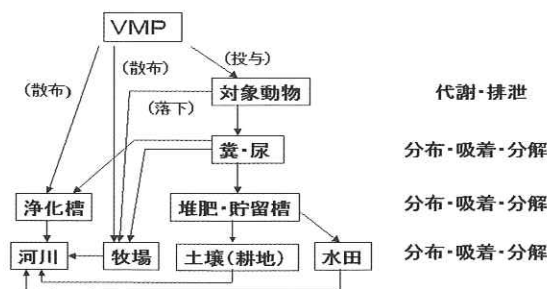 VMP
(投与)
(散布)
(散布)
対象動物
代謝・排泄
(落下)
糞・尿
分布・吸着・分解
浄化槽
堆肥・貯留槽
分布・吸着・分解
河川
牧場
土壌(耕地)
水田
分布・吸着・分解